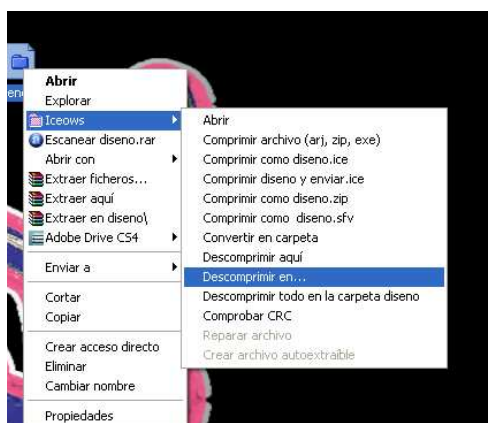 Abrir
Explorar
Iceows
Escanear diseno.rar
Abrir con
Extraer ficheros...
Extraer aquí
Extraer en diseno\
Adobe Drive CS4
Enviar a
Cortar
Copiar
Crear acceso directo
Eliminar
Cambiar nombre
Propiedades
Abrir
Comprimir archivo (arj, zip, exe)
Comprimir como diseno.ice
Comprimir diseno y enviar.ice
Comprimir como diseno.zip
Comprimir como  diseno.sfv
Convertir en carpeta
Descomprimir aquí
Descomprimir en...
Descomprimir todo en la carpeta diseno
Comprobar CRC
Reparar archivo
Crear archivo autoextraíble